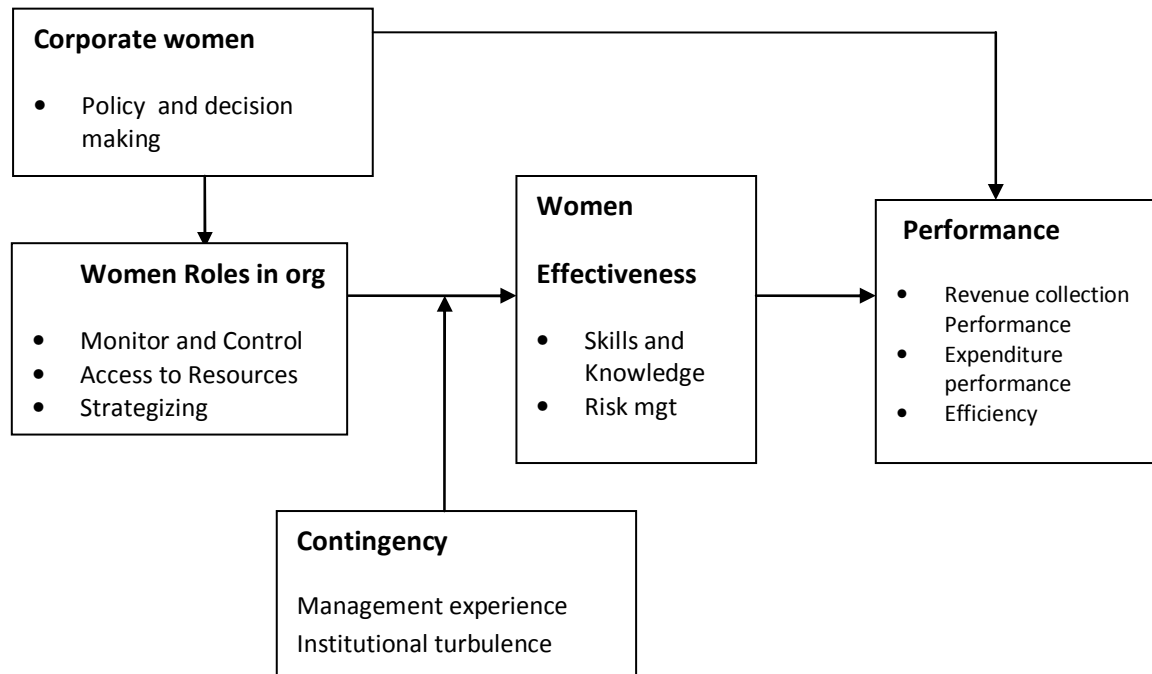 Corporate women
• Policy and decision
making
Women Roles in org
• Monitor and Control
• Access to Resources
• Strategizing
Women
Effectiveness
• Skills and
Knowledge
• Risk mgt
Performance
• Revenue collection
Performance
• Expenditure
performance
• Efficiency
Contingency
Management experience
Institutional turbulence